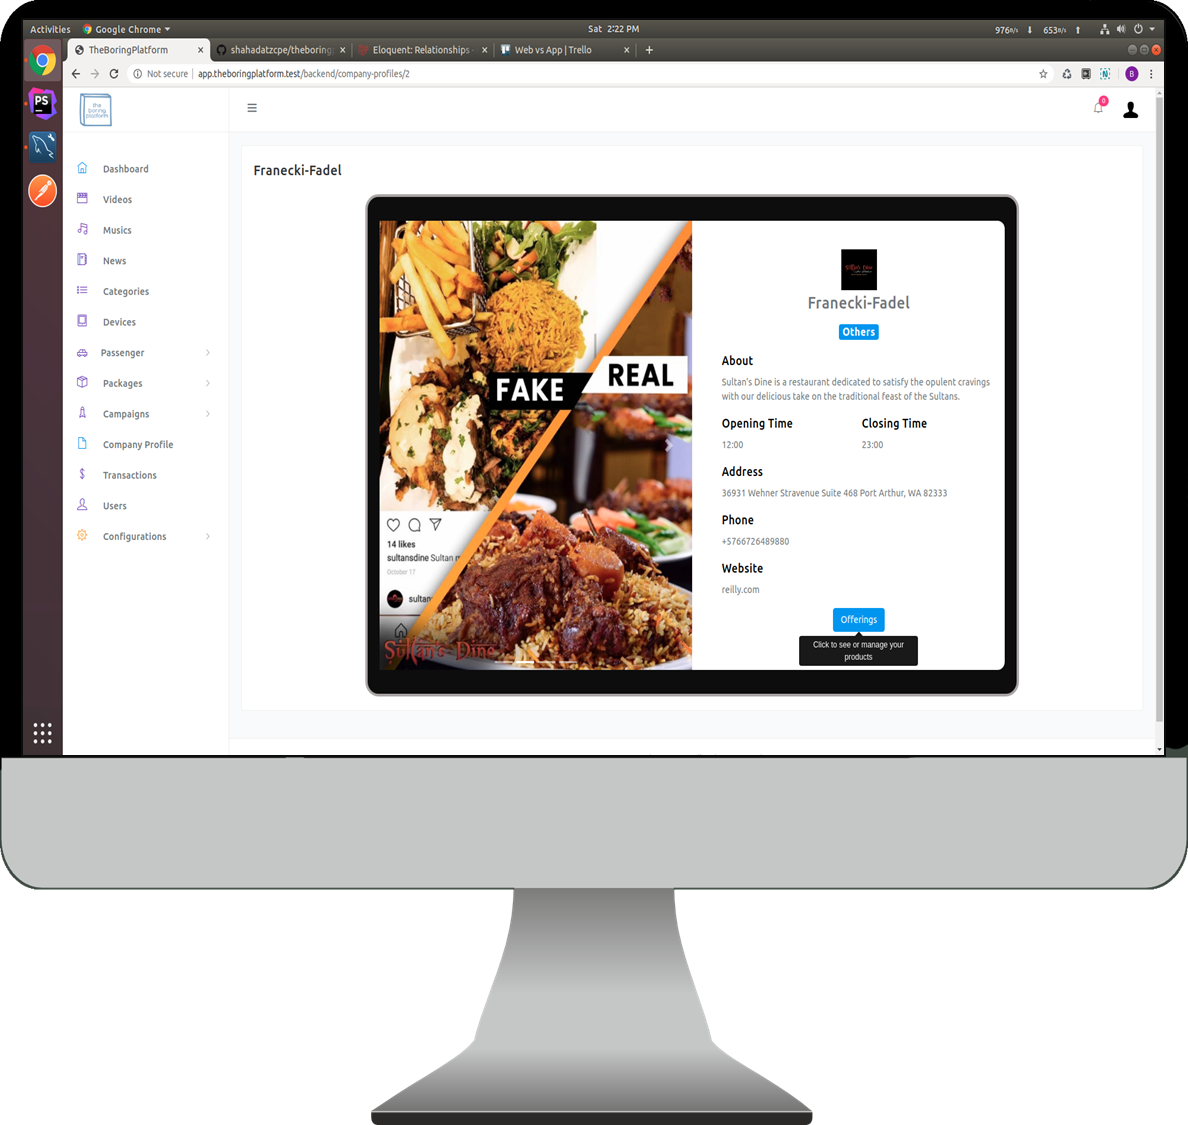 Activities
Google Chrome
Sat 2:22 PM
976B/s
653B/s
TheBoringPlatform
shahadatzcpe/theboring
Eloquent: Relationships
Web vs App | Trello
Not secure
app.theboringplatform.test/backend/company-profiles/2
B
PS
the
boring
platform
0
Dashboard
Videos
Musics
News
Categories
Devices
Passenger
Packages
Campaigns
Company Profile
Transactions
Users
Configurations
Franecki-Fadel
FAKE
REAL
14 likes
sultansdine Sultan
October 17
sultan
Sultan's Dine
Sultan's Dine
Franecki-Fadel
Others
About
Sultan's Dine is a restaurant dedicated to satisfy the opulent cravings
with our delicious take on the traditional feast of the Sultans.
Opening Time
Closing Time
12:00
23:00
Address
36931 Wehner Stravenue Suite 468 Port Arthur, WA 82333
Phone
+5766726489880
Website
reilly.com
Offerings
Click to see or manage your
products